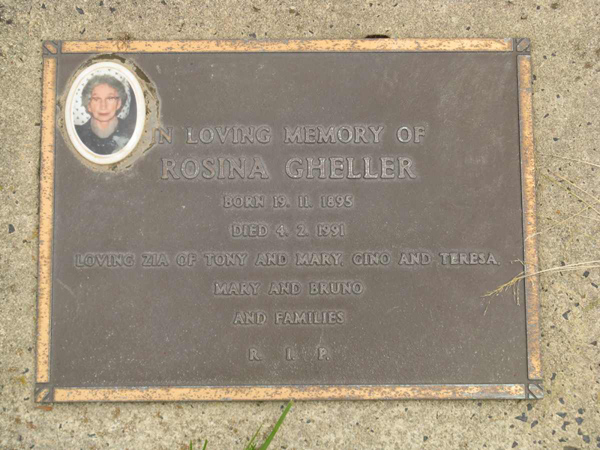 IN LOVING MEMORY OF
ROSINA GHELLER
BORN 19. 11. 1895
DIED 4. 2. 1991
LOVING ZIA OF TONY AND MARY, GINO AND TERESA,
MARY AND BRUNO
AND FAMILIES
R. I. P.